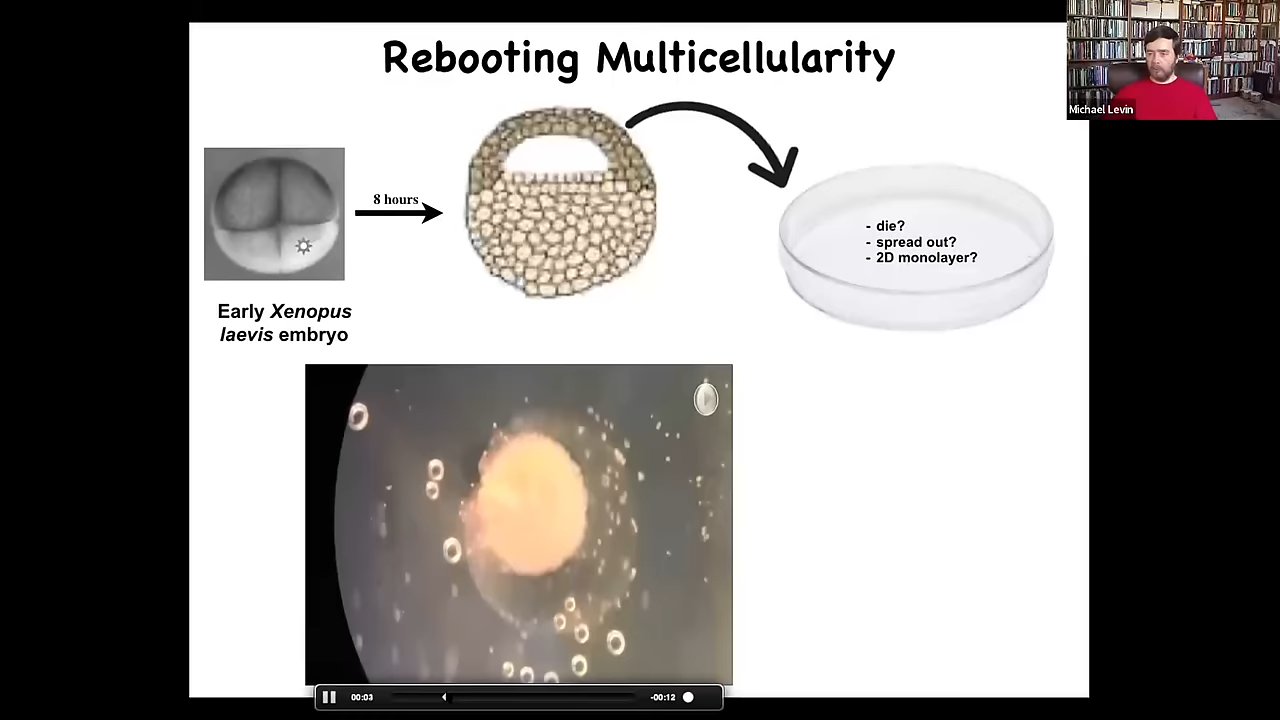 Rebooting Multicellularity
Michael Levin
8 hours
- die?
- spread out?
- 2D monolayer?
Early Xenopus
laevis embryo
00:03
-00:12